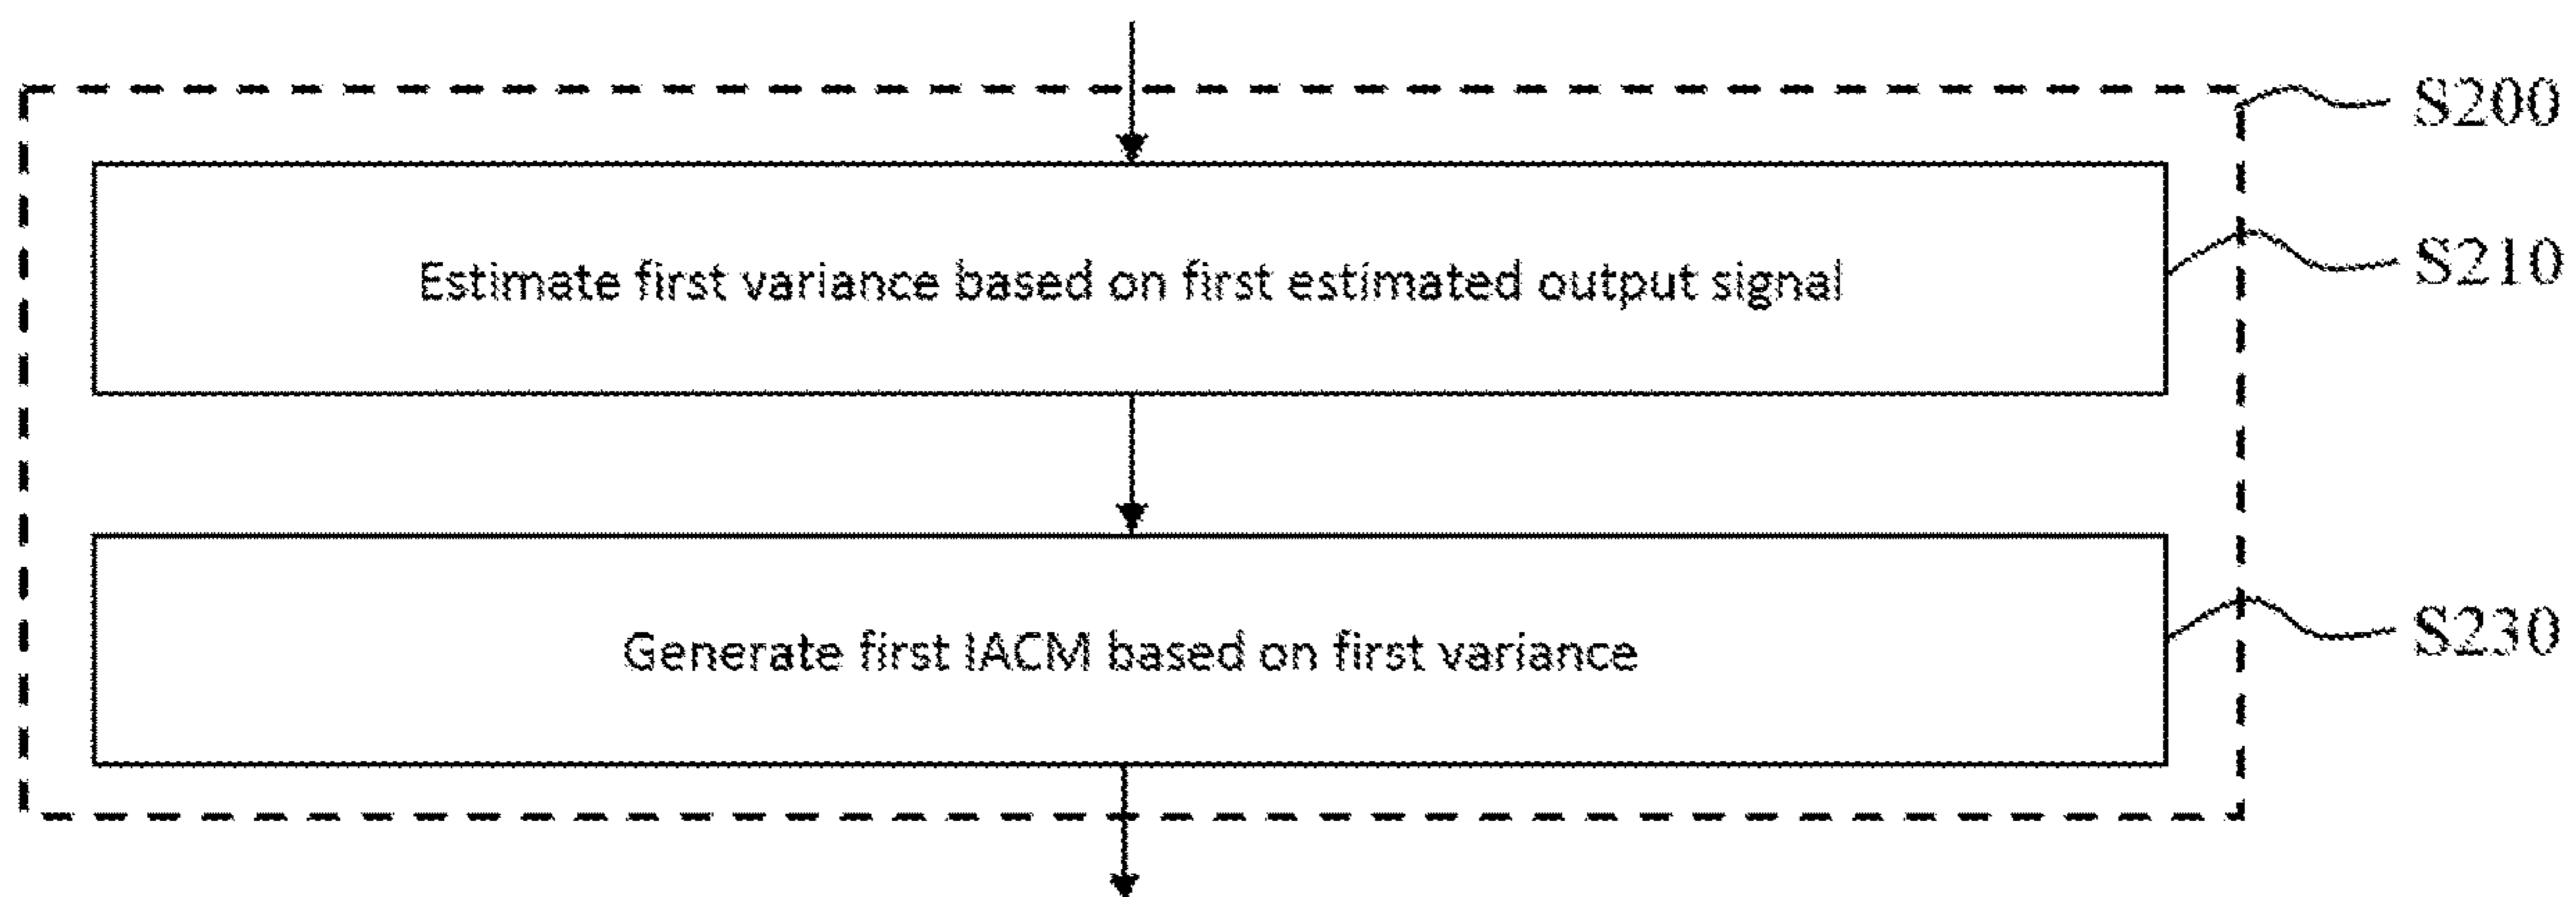 S200
Estimate first variance based on first estimated output signal
S210
Generate first IACM based on first variance
S230